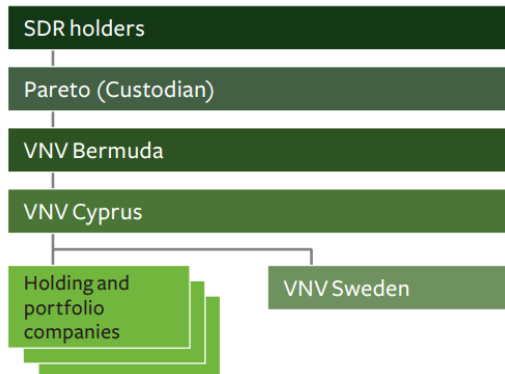 SDR holders
Pareto (Custodian)
VNV Bermuda
VNV Cyprus
Holding and
portfolio
companies
VNV Sweden